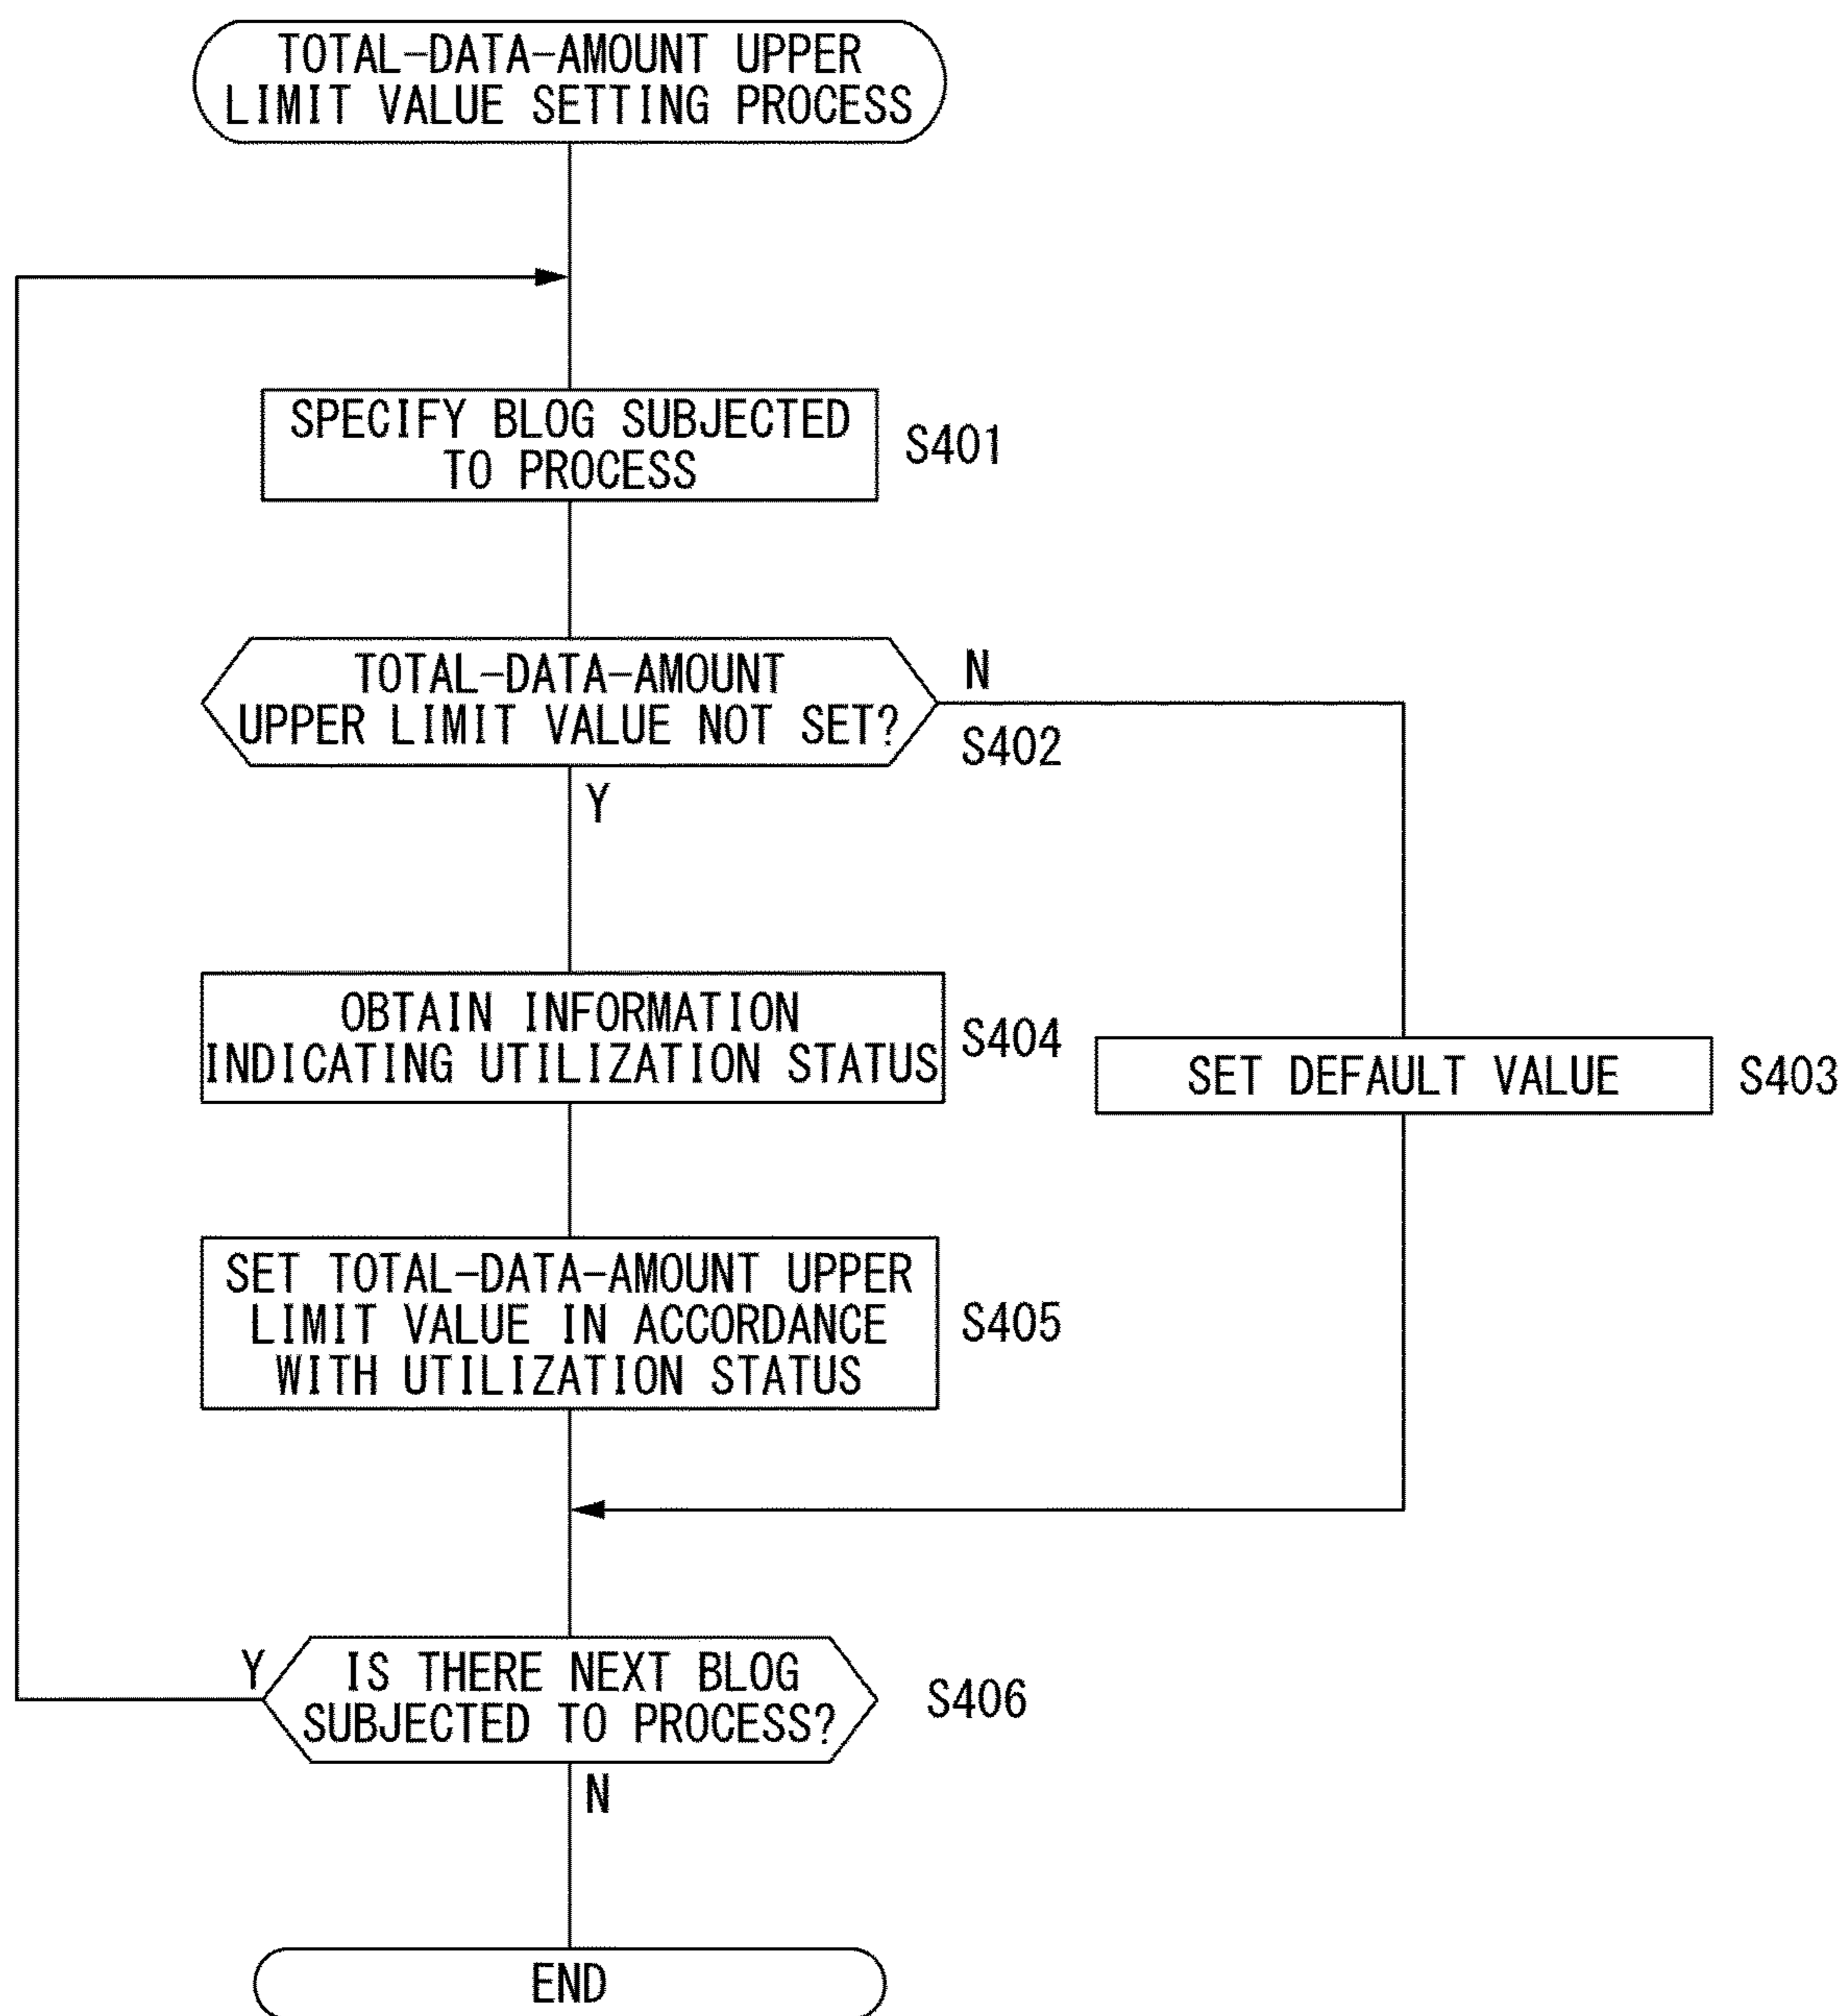 TOTAL-DATA-AMOUNT UPPER
LIMIT VALUE SETTING PROCESS
SPECIFY BLOG SUBJECTED
TO PROCESS
S401
TOTAL-DATA-AMOUNT
UPPER LIMIT VALUE NOT SET?
N
S402
Y
OBTAIN INFORMATION
INDICATING UTILIZATION STATUS
S404
SET DEFAULT VALUE
S403
SET TOTAL-DATA-AMOUNT UPPER
LIMIT VALUE IN ACCORDANCE
WITH UTILIZATION STATUS
S405
Y
IS THERE NEXT BLOG
SUBJECTED TO PROCESS?
S406
N
END